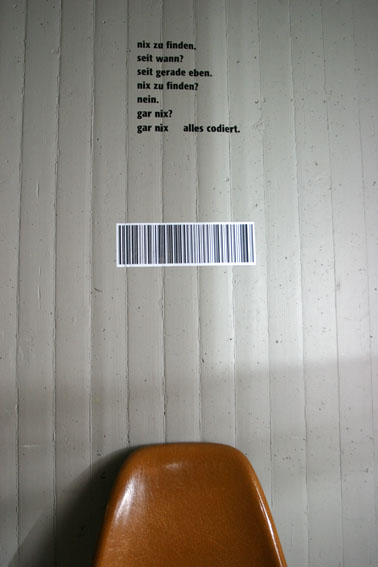 nix zu finden.
seit wann?
seit gerade eben.
nix zu finden?
nein.
gar nix?
gar nix alles codiert.